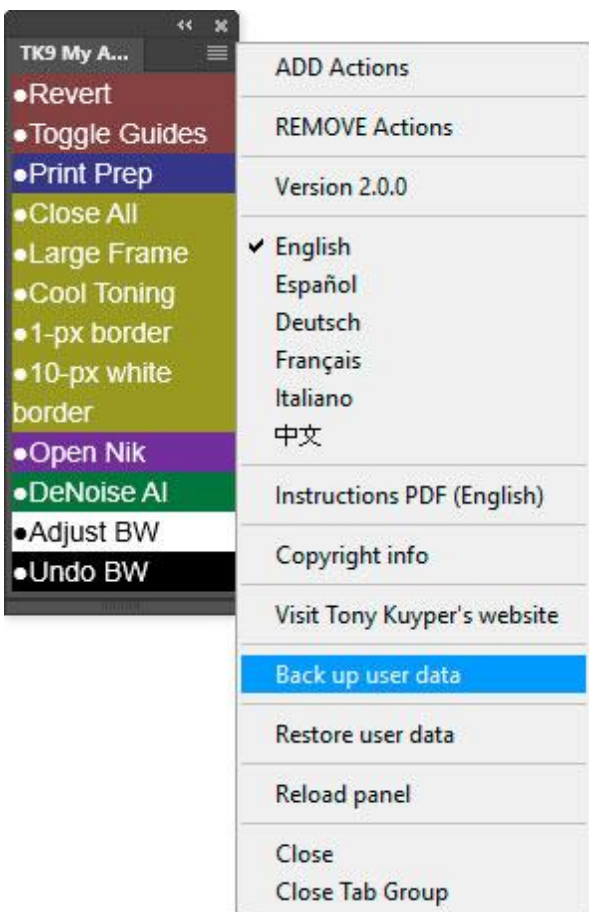 TK9 My A...
●Revert
●Toggle Guides
●Print Prep
●Close All
●Large Frame
●Cool Toning
●1-px border
●10-px white
border
●Open Nik
●DeNoise AI
●Adjust BW
●Undo BW
ADD Actions
REMOVE Actions
Version 2.0.0
✔ English
Español
Deutsch
Français
Italiano
中文
Instructions PDF (English)
Copyright info
Visit Tony Kuyper's website
Back up user data
Restore user data
Reload panel
Close
Close Tab Group